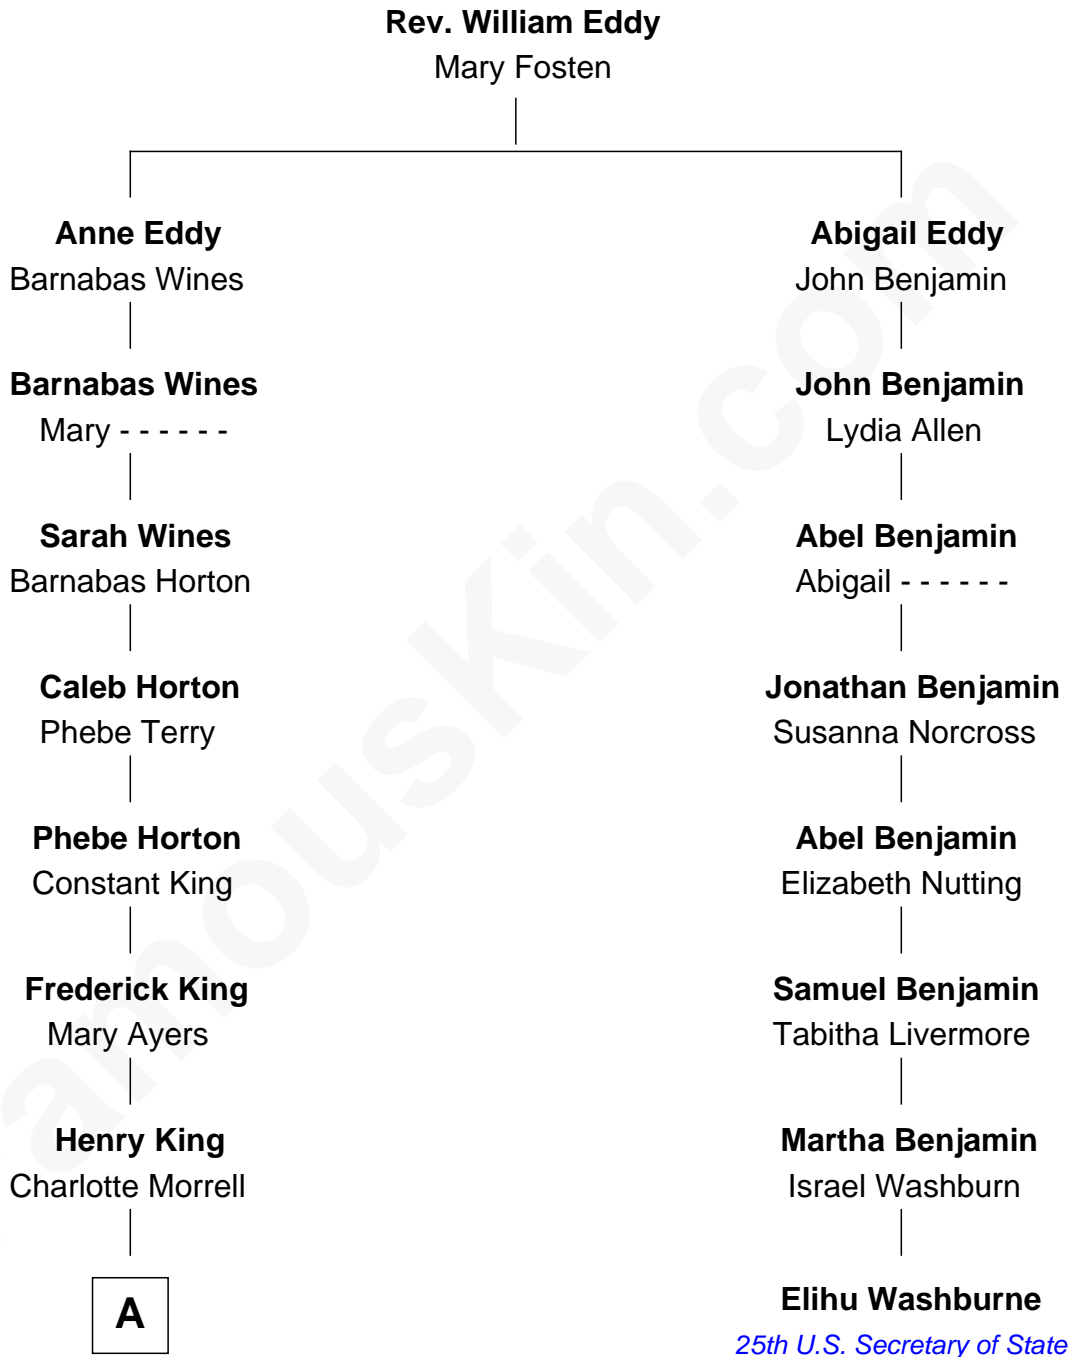 Rev. William Eddy
Mary Fosten
Anne Eddy
Barnabas Wines
Abigail Eddy
John Benjamin
Barnabas Wines
Mary - - - - - -
John Benjamin
Lydia Allen
Sarah Wines
Barnabas Horton
Abel Benjamin
Abigail - - - - - -
Caleb Horton
Phebe Terry
Jonathan Benjamin
Susanna Norcross
Phebe Horton
Constant King
Abel Benjamin
Elizabeth Nutting
Frederick King
Mary Ayers
Samuel Benjamin
Tabitha Livermore
Henry King
Charlotte Morrell
Martha Benjamin
Israel Washburn
A
Elihu Washburne
25th U.S. Secretary of State
amouskin.com